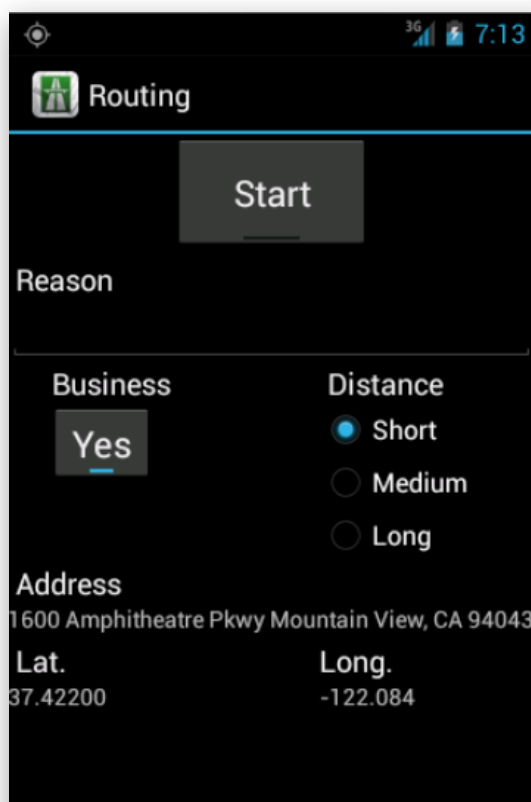 3G 7:13
Routing
Start
Reason
Business Distance
Yes
Short
Medium
Long
Address
1600 Amphitheatre Pkwy Mountain View, CA 94043
Lat. Long.
37.42200 -122.084